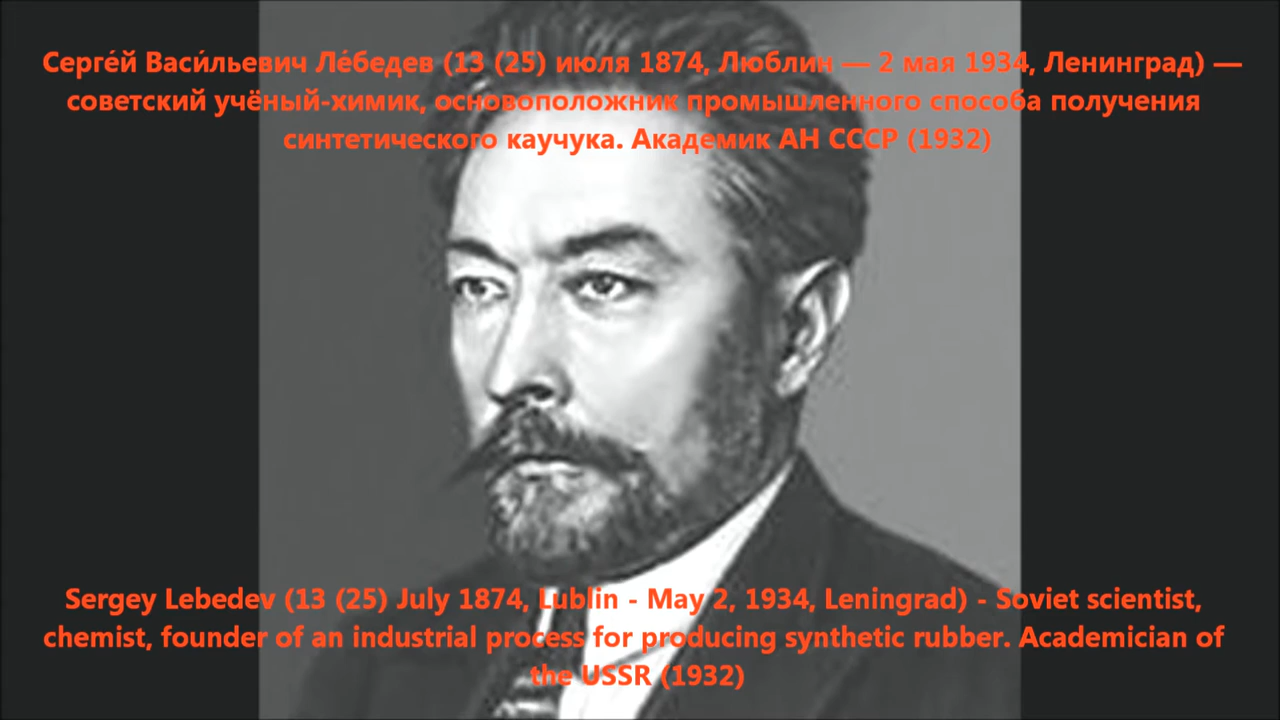 Серге́й Васи́льевич Ле́бедев (13 (25) июля 1874, Люблин — 2 мая 1934, Ленинград) —
советский учёный-химик, основоположник промышленного способа получения
синтетического каучука. Академик АН СССР (1932)
Sergey Lebedev (13 (25) July 1874, Lublin - May 2, 1934, Leningrad) - Soviet scientist,
chemist, founder of an industrial process for producing synthetic rubber. Academician of
the USSR (1932)